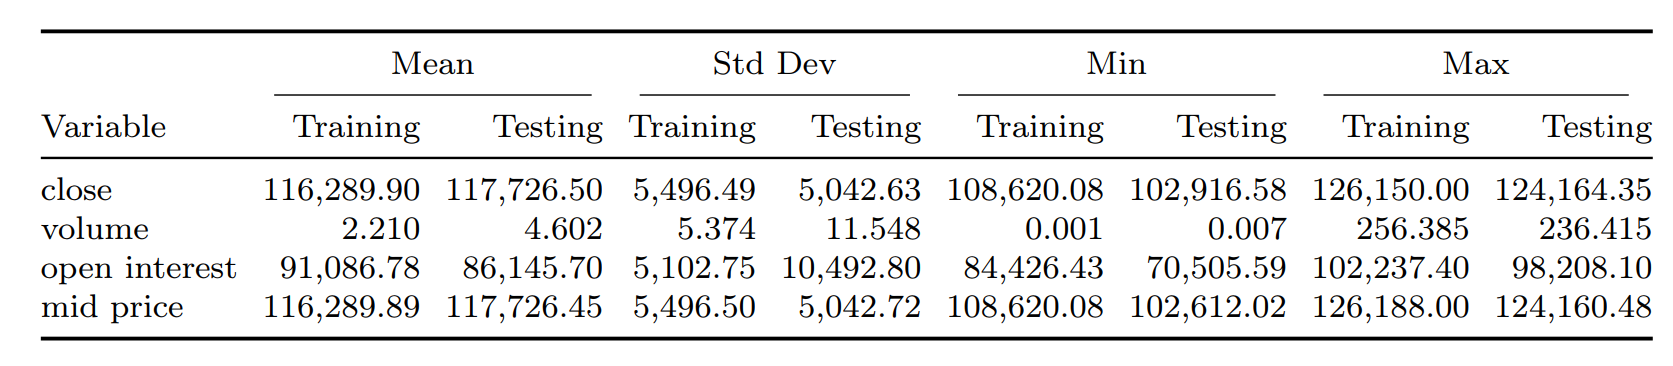 Mean Std Dev Min Max
Variable Training Testing Training Testing Training Testing Training Testing
close 116,289.90 117,726.50 5,496.49 5,042.63 108,620.08 102,916.58 126,150.00 124,164.35
volume 2.210 4.602 5.374 11.548 0.001 0.007 256.385 236.415
open interest 91,086.78 86,145.70 5,102.75 10,492.80 84,426.43 70,505.59 102,237.40 98,208.10
mid price 116,289.89 117,726.45 5,496.50 5,042.72 108,620.08 102,612.02 126,188.00 124,160.48